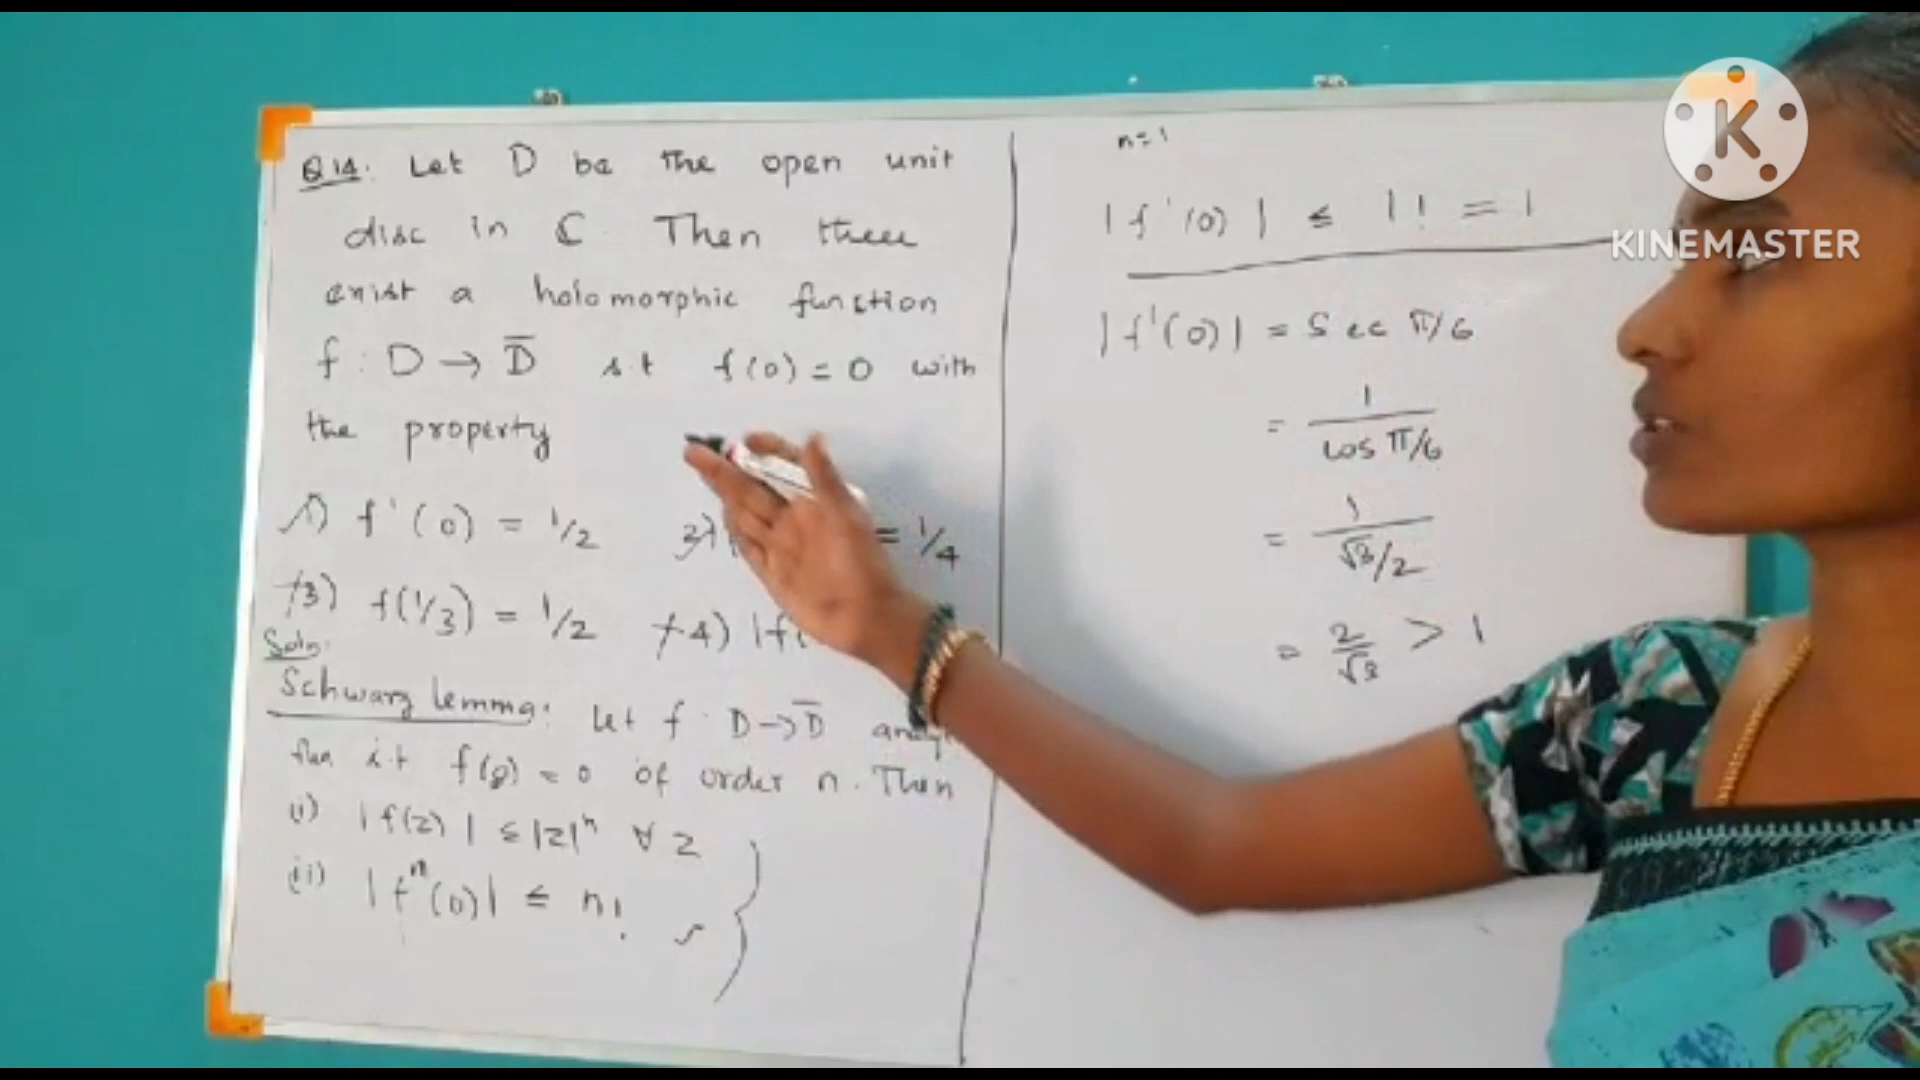 Q14. Let D be the open unit
disc in ℂ. Then there
exist a holomorphic function
f : D → D̅ s.t f(0) = 0 with
the property
1) f'(0) = 1/2
= 1/4
3) f(1/3) = 1/2 4) |f(
Soln:
Schwarz lemma: Let f : D → D̅
fun s.t = 0 of order n. Then
(i) |f(z)| ≤ |z|ⁿ ∀ z
(ii) |fⁿ(0)| ≤ n!
n=1
|f'(0)| ≤ 1! = 1
|f'(0)| = Sec π/6
= 1/cos π/6
= 1/√3/2
= 2/√3 > 1
K
KINEMASTER